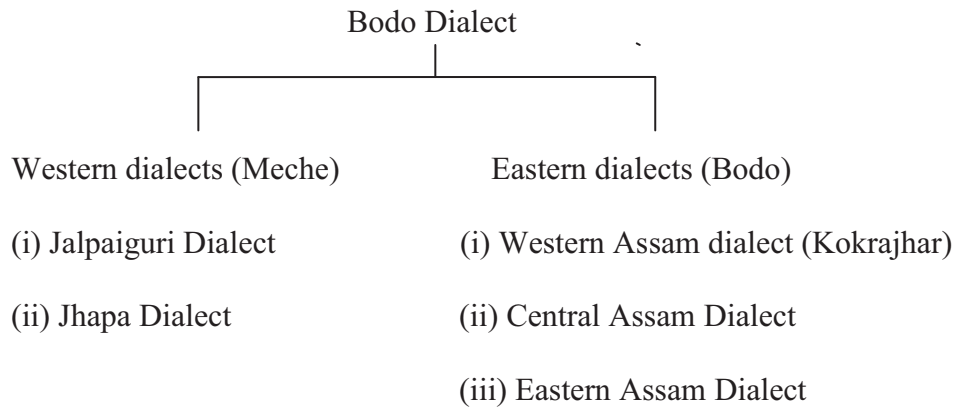 Bodo Dialect
Western dialects (Meche)
(i) Jalpaiguri Dialect
(ii) Jhapa Dialect
Eastern dialects (Bodo)
(i) Western Assam dialect (Kokrajhar)
(ii) Central Assam Dialect
(iii) Eastern Assam Dialect